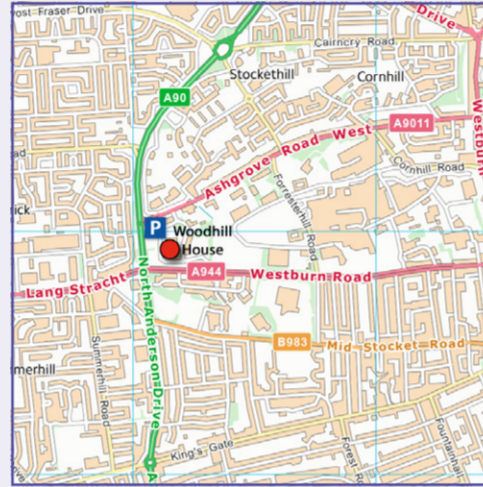 ost Fraser Drive
Drive
Cairncry Road
Stockethill
Cornhill
A90
A9011
Westburn
Ashgrove Road West
Cornhill Road
Forresterhill Road
ick
P
Woodhill
House
A944
Westburn Road
Lang Stracht
North Anderson Drive
B983
Mid Stocket Road
merhill
Summerhill Road
King's Gate
Forest R
Fountainhall
A